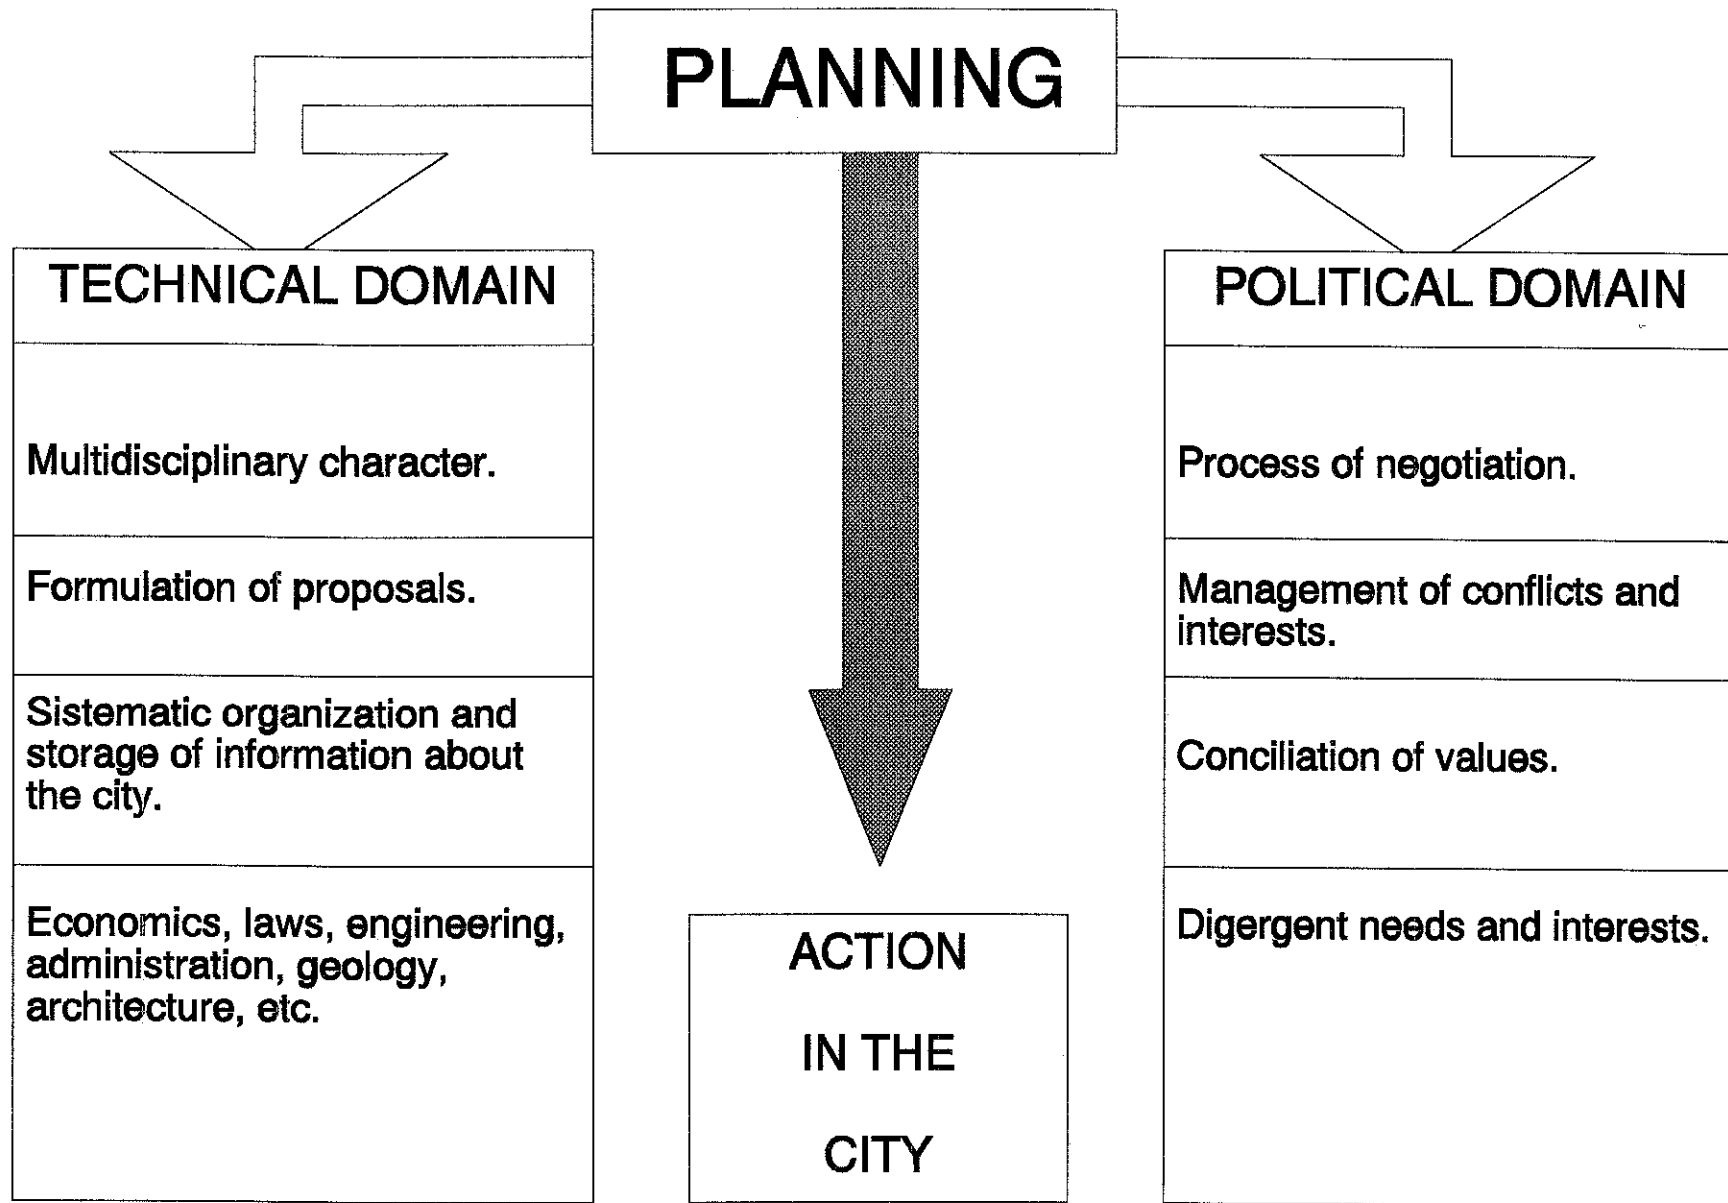 PLANNING
TECHNICAL DOMAIN
Multidisciplinary character.
Formulation of proposals.
Sistematic organization and
storage of information about
the city.
Economics, laws, engineering,
administration, geology,
architecture, etc.
ACTION
IN THE
CITY
POLITICAL DOMAIN
Process of negotiation.
Management of conflicts and
interests.
Conciliation of values.
Digergent needs and interests.